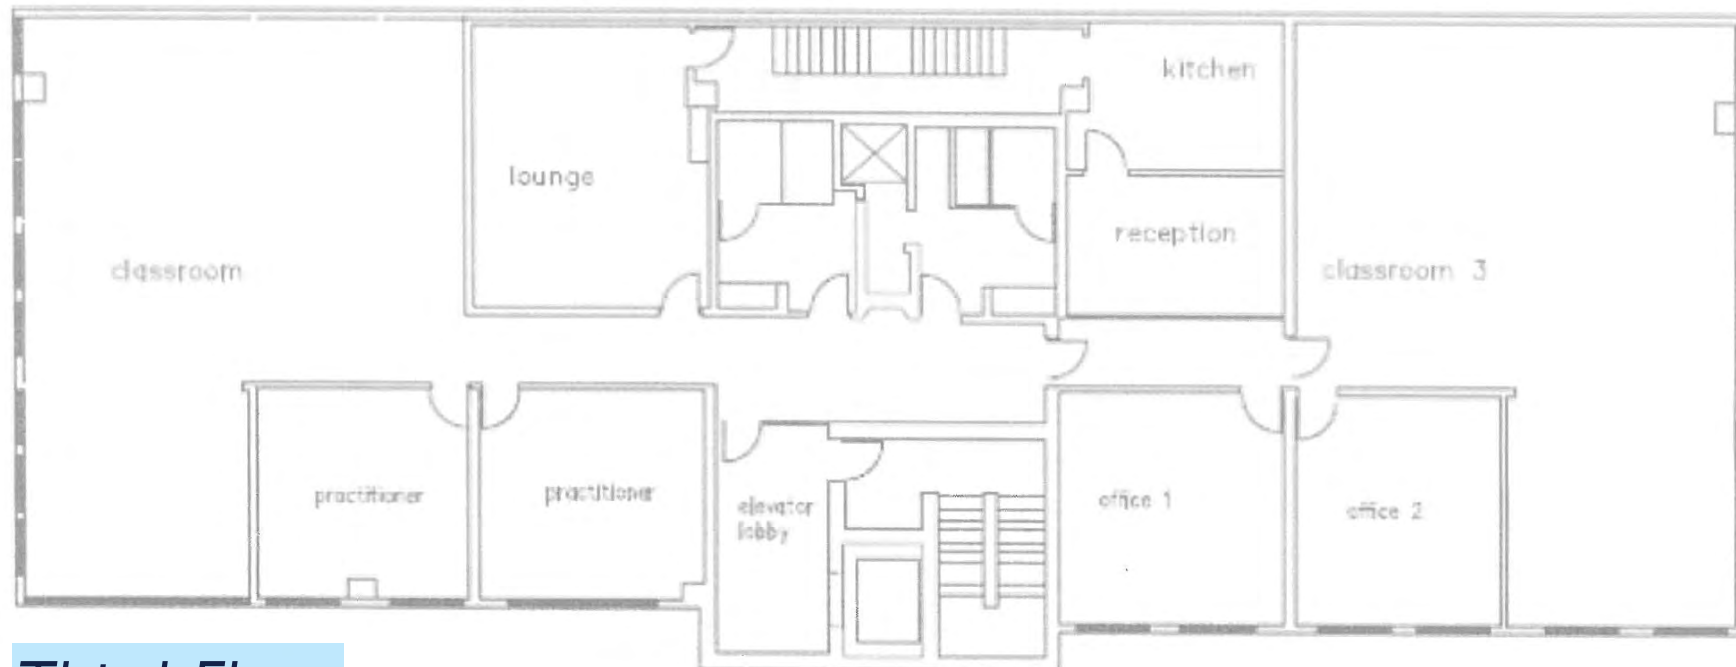 kitchen
lounge
reception
classroom
classroom 3
practitioner
practitioner
elevator
lobby
office 1
office 2